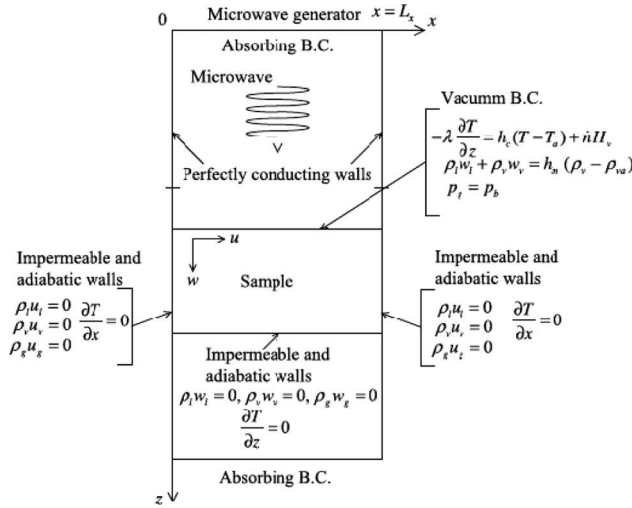 Microwave generator
x = Lₓ
0
x
Absorbing B.C.
Microwave
Perfectly conducting walls
Vacumm B.C.
-λ ∂T/∂z = h_c(T - T_a) + ṅH_v
ρ_l w_l + ρ_v w_v = h_n (ρ_v - ρ_va)
p_t = p_b
u
w
Sample
Impermeable and
adiabatic walls
ρ_l u_l = 0
ρ_v u_v = 0 ∂T/∂x = 0
ρ_g u_g = 0
Impermeable and
adiabatic walls
ρ_l u_l = 0
ρ_v u_v = 0 ∂T/∂x = 0
ρ_g u_g = 0
Impermeable and
adiabatic walls
ρ_l w_l = 0, ρ_v w_v = 0, ρ_g w_g = 0
∂T/∂z = 0
Absorbing B.C.
z